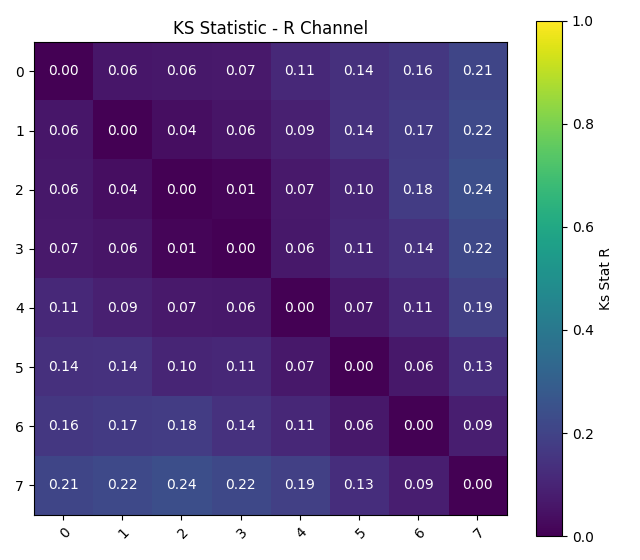 KS Statistic - R Channel
0 0.00 0.06 0.06 0.07 0.11 0.14 0.16 0.21
1 0.06 0.00 0.04 0.06 0.09 0.14 0.17 0.22
2 0.06 0.04 0.00 0.01 0.07 0.10 0.18 0.24
3 0.07 0.06 0.01 0.00 0.06 0.11 0.14 0.22
4 0.11 0.09 0.07 0.06 0.00 0.07 0.11 0.19
5 0.14 0.14 0.10 0.11 0.07 0.00 0.06 0.13
6 0.16 0.17 0.18 0.14 0.11 0.06 0.00 0.09
7 0.21 0.22 0.24 0.22 0.19 0.13 0.09 0.00
0 1 2 3 4 5 6 7
1.0
0.8
0.6
0.4
0.2
0.0
Ks Stat R